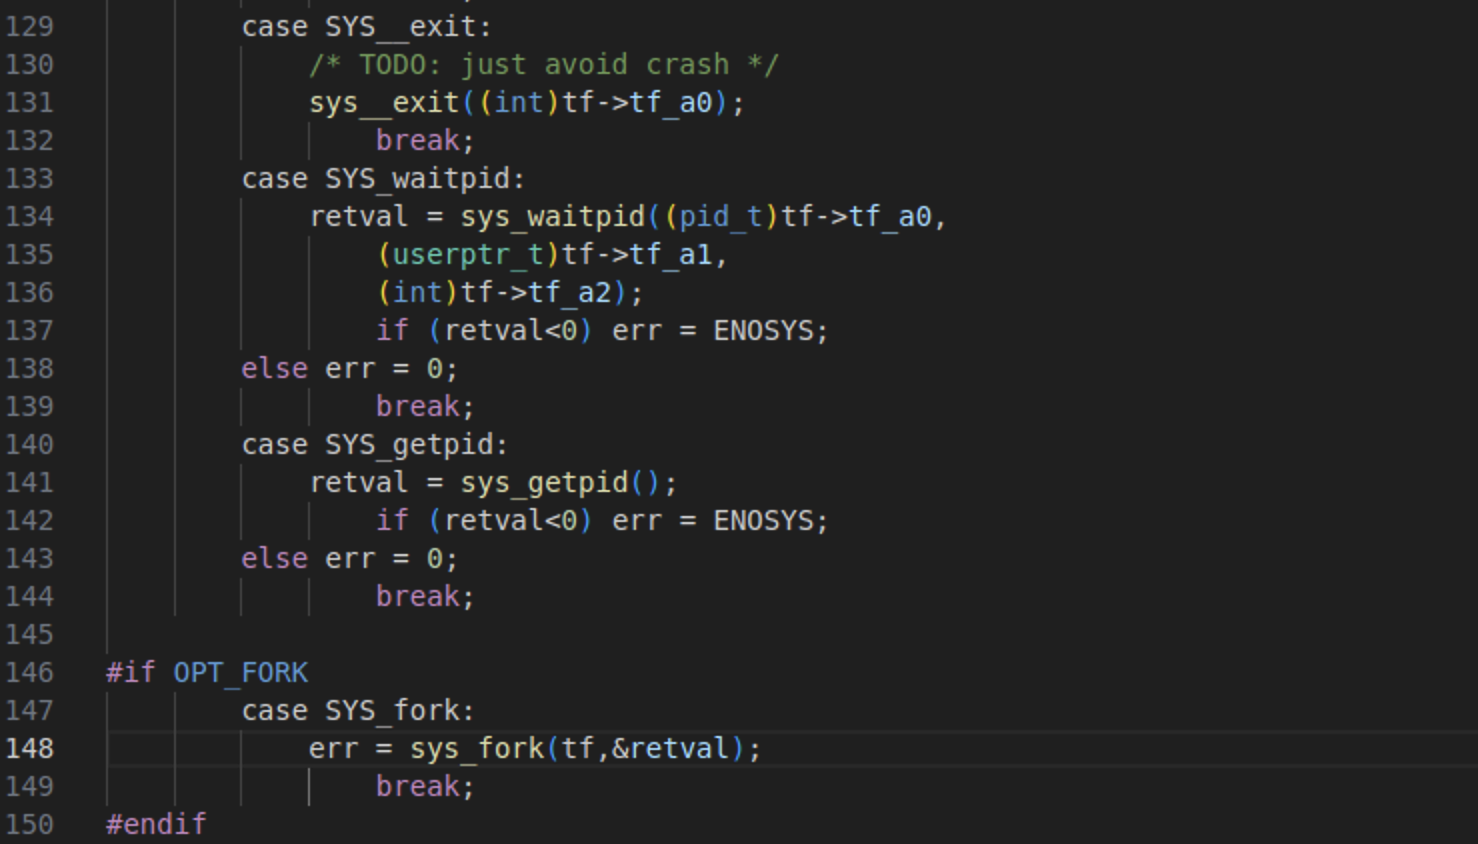 129 case SYS__exit:
130 /* TODO: just avoid crash */
131 sys__exit((int)tf->tf_a0);
132 break;
133 case SYS_waitpid:
134 retval = sys_waitpid((pid_t)tf->tf_a0,
135 (userptr_t)tf->tf_a1,
136 (int)tf->tf_a2);
137 if (retval<0) err = ENOSYS;
138 else err = 0;
139 break;
140 case SYS_getpid:
141 retval = sys_getpid();
142 if (retval<0) err = ENOSYS;
143 else err = 0;
144 break;
145
146 #if OPT_FORK
147 case SYS_fork:
148 err = sys_fork(tf,&retval);
149 break;
150 #endif